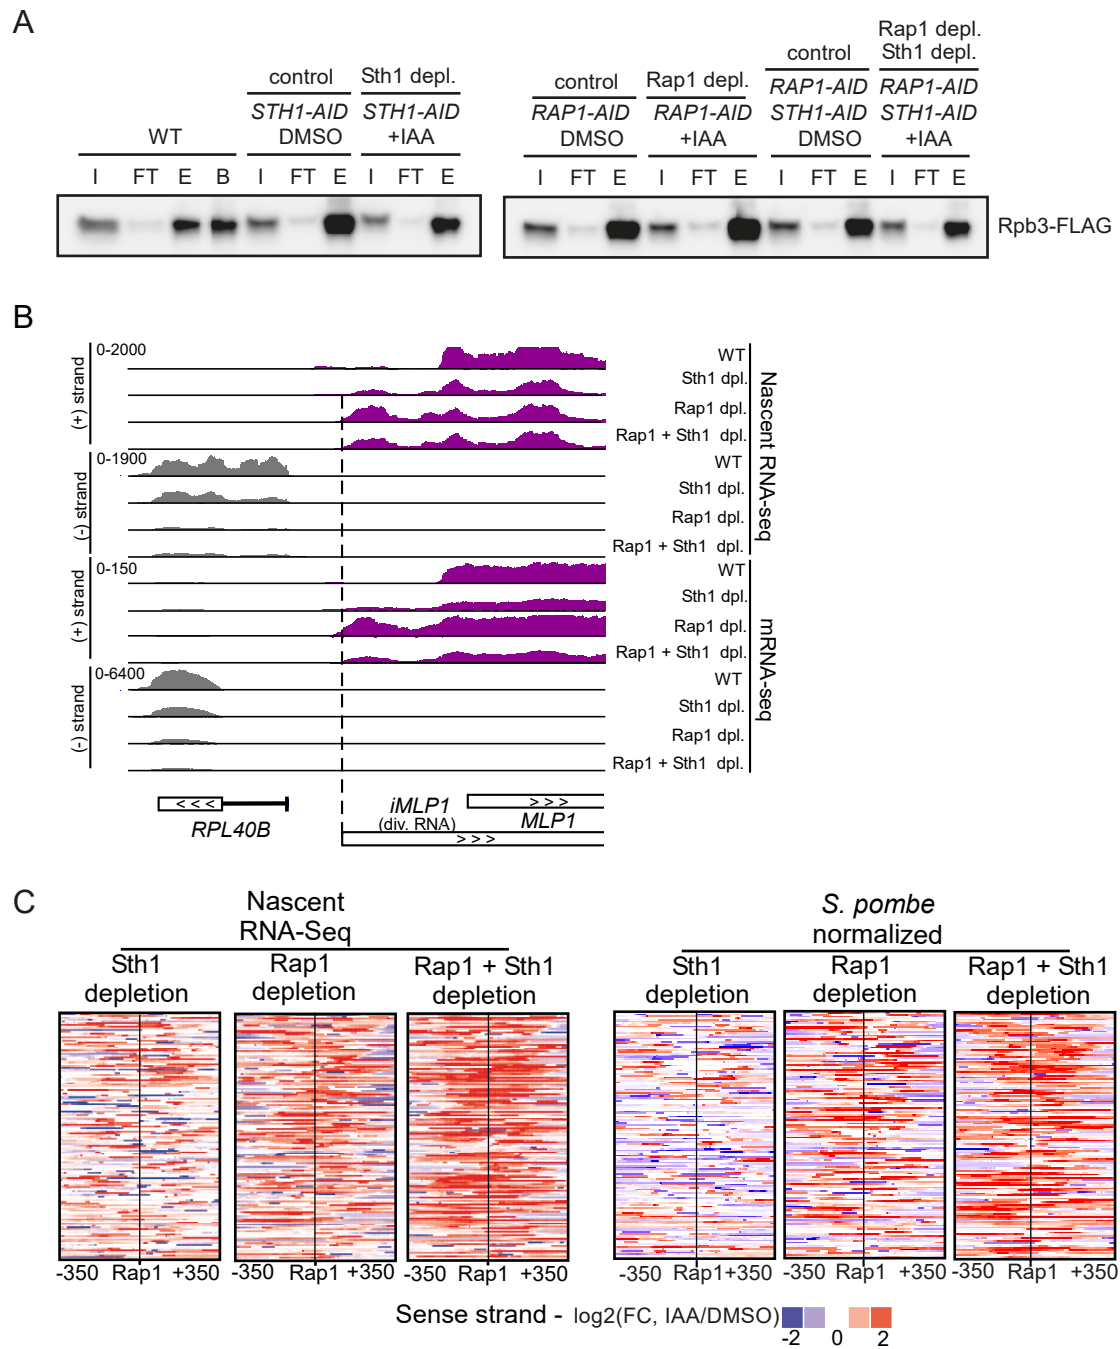 A
control
Sth1 depl.
STH1-AID
DMSO
STH1-AID
+IAA
WT
I FT E B I FT E I FT E
control
RAP1-AID
DMSO
Rap1 depl.
RAP1-AID
+IAA
control
RAP1-AID
STH1-AID
DMSO
Rap1 depl.
Sth1 depl.
RAP1-AID
STH1-AID
+IAA
I FT E I FT E I FT E I FT E
Rpb3-FLAG
B
(+) strand
0-2000
WT
Sth1 dpl.
Rap1 dpl.
Rap1 + Sth1 dpl.
(-) strand
0-1900
WT
Sth1 dpl.
Rap1 dpl.
Rap1 + Sth1 dpl.
Nascent RNA-seq
(+) strand
0-150
WT
Sth1 dpl.
Rap1 dpl.
Rap1 + Sth1 dpl.
(-) strand
0-6400
WT
Sth1 dpl.
Rap1 dpl.
Rap1 + Sth1 dpl.
mRNA-seq
< < <
RPL40B
iMLP1
(div. RNA)
> > >
MLP1
> > >
C
Nascent
RNA-Seq
Sth1
depletion
Rap1
depletion
Rap1 + Sth1
depletion
-350 Rap1 +350
-350 Rap1 +350
-350 Rap1 +350
S. pombe
normalized
Sth1
depletion
Rap1
depletion
Rap1 + Sth1
depletion
-350 Rap1 +350
-350 Rap1 +350
-350 Rap1 +350
Sense strand - log2(FC, IAA/DMSO)
-2 0 2